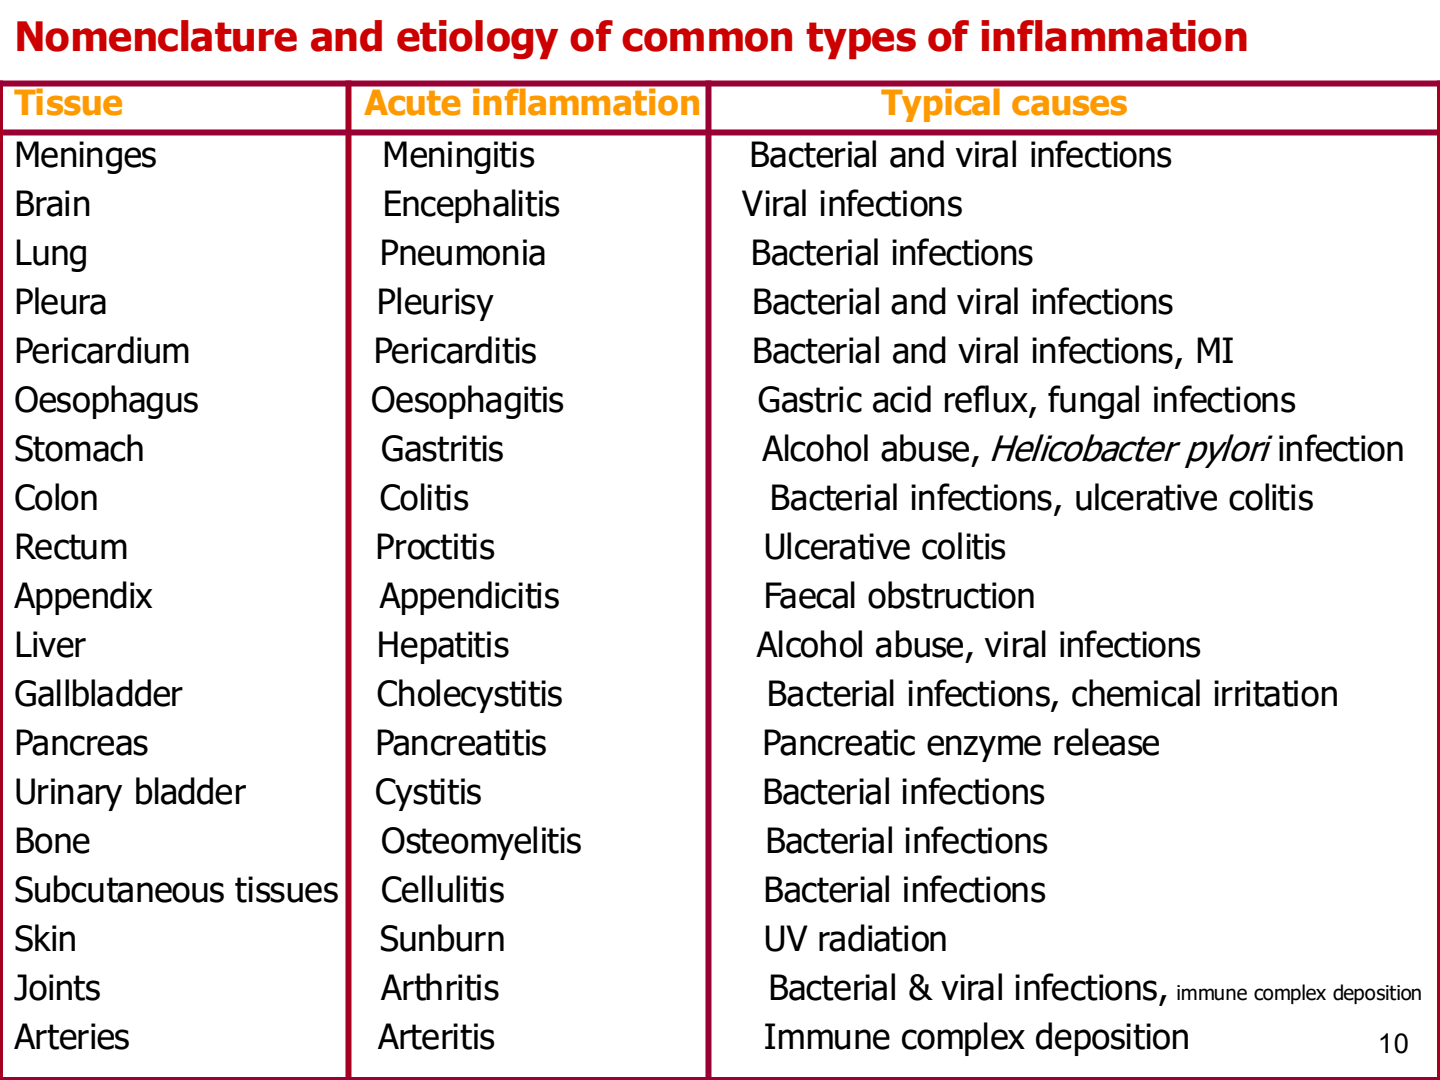 Nomenclature and etiology of common types of inflammation
Tissue Acute inflammation Typical causes
Meninges Meningitis Bacterial and viral infections
Brain Encephalitis Viral infections
Lung Pneumonia Bacterial infections
Pleura Pleurisy Bacterial and viral infections
Pericardium Pericarditis Bacterial and viral infections, MI
Oesophagus Oesophagitis Gastric acid reflux, fungal infections
Stomach Gastritis Alcohol abuse, Helicobacter pylori infection
Colon Colitis Bacterial infections, ulcerative colitis
Rectum Proctitis Ulcerative colitis
Appendix Appendicitis Faecal obstruction
Liver Hepatitis Alcohol abuse, viral infections
Gallbladder Cholecystitis Bacterial infections, chemical irritation
Pancreas Pancreatitis Pancreatic enzyme release
Urinary bladder Cystitis Bacterial infections
Bone Osteomyelitis Bacterial infections
Subcutaneous tissues Cellulitis Bacterial infections
Skin Sunburn UV radiation
Joints Arthritis Bacterial & viral infections, immune complex deposition
Arteries Arteritis Immune complex deposition
10